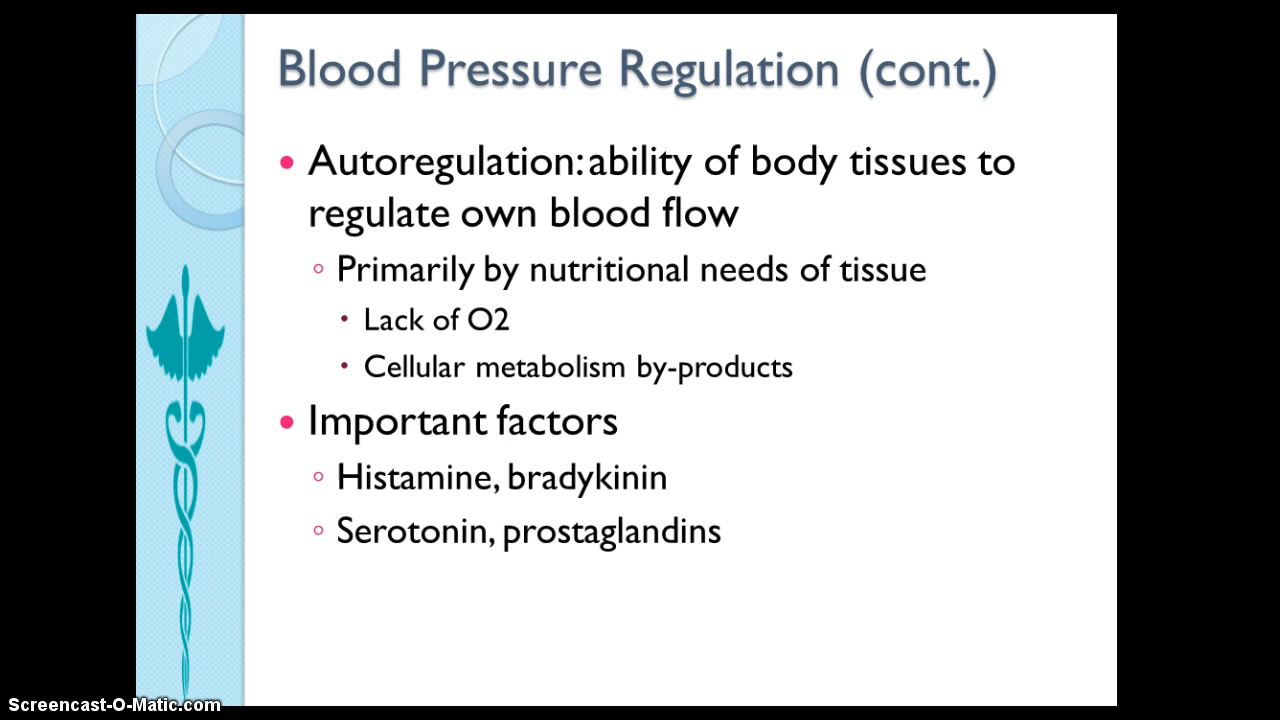 Blood Pressure Regulation (cont.)
• Autoregulation: ability of body tissues to
regulate own blood flow
◦ Primarily by nutritional needs of tissue
• Lack of O2
• Cellular metabolism by-products
• Important factors
◦ Histamine, bradykinin
◦ Serotonin, prostaglandins
Screencast-O-Matic.com